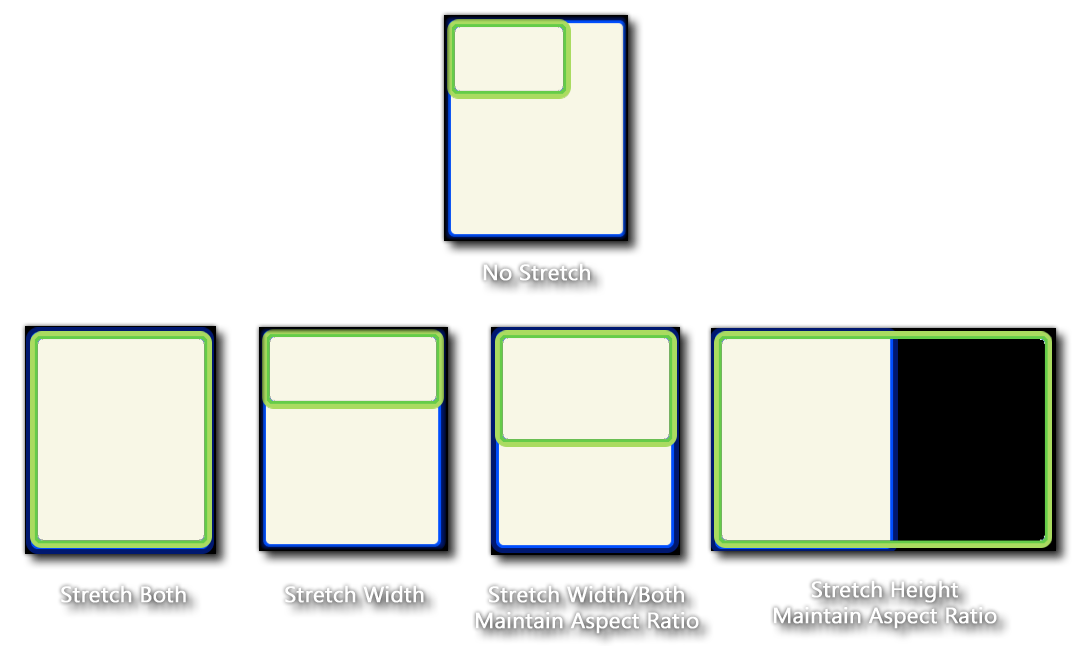 No Stretch
Stretch Both
Stretch Width
Stretch Width/Both
Maintain Aspect Ratio
Stretch Height
Maintain Aspect Ratio